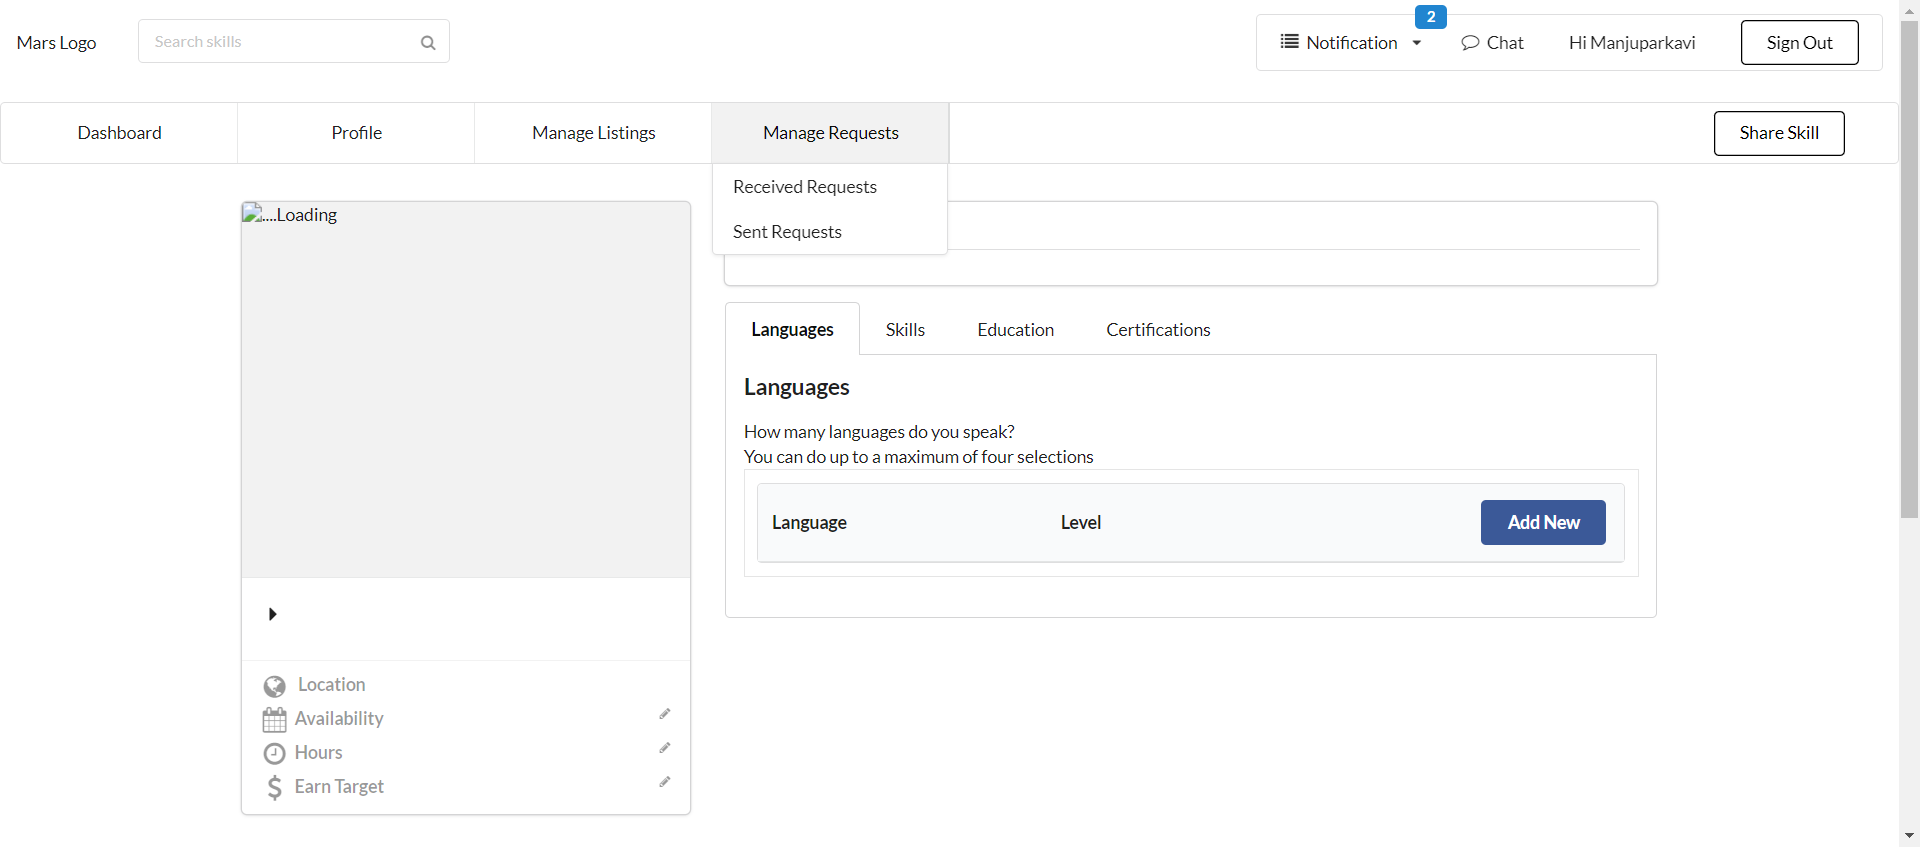 Mars Logo
Search skills
2
Notification
Chat
Hi Manjuparkavi
Sign Out
Dashboard
Profile
Manage Listings
Manage Requests
Share Skill
Received Requests
Sent Requests
....Loading
Languages
Skills
Education
Certifications
Languages
How many languages do you speak?
You can do up to a maximum of four selections
Language
Level
Add New
Location
Availability
Hours
Earn Target